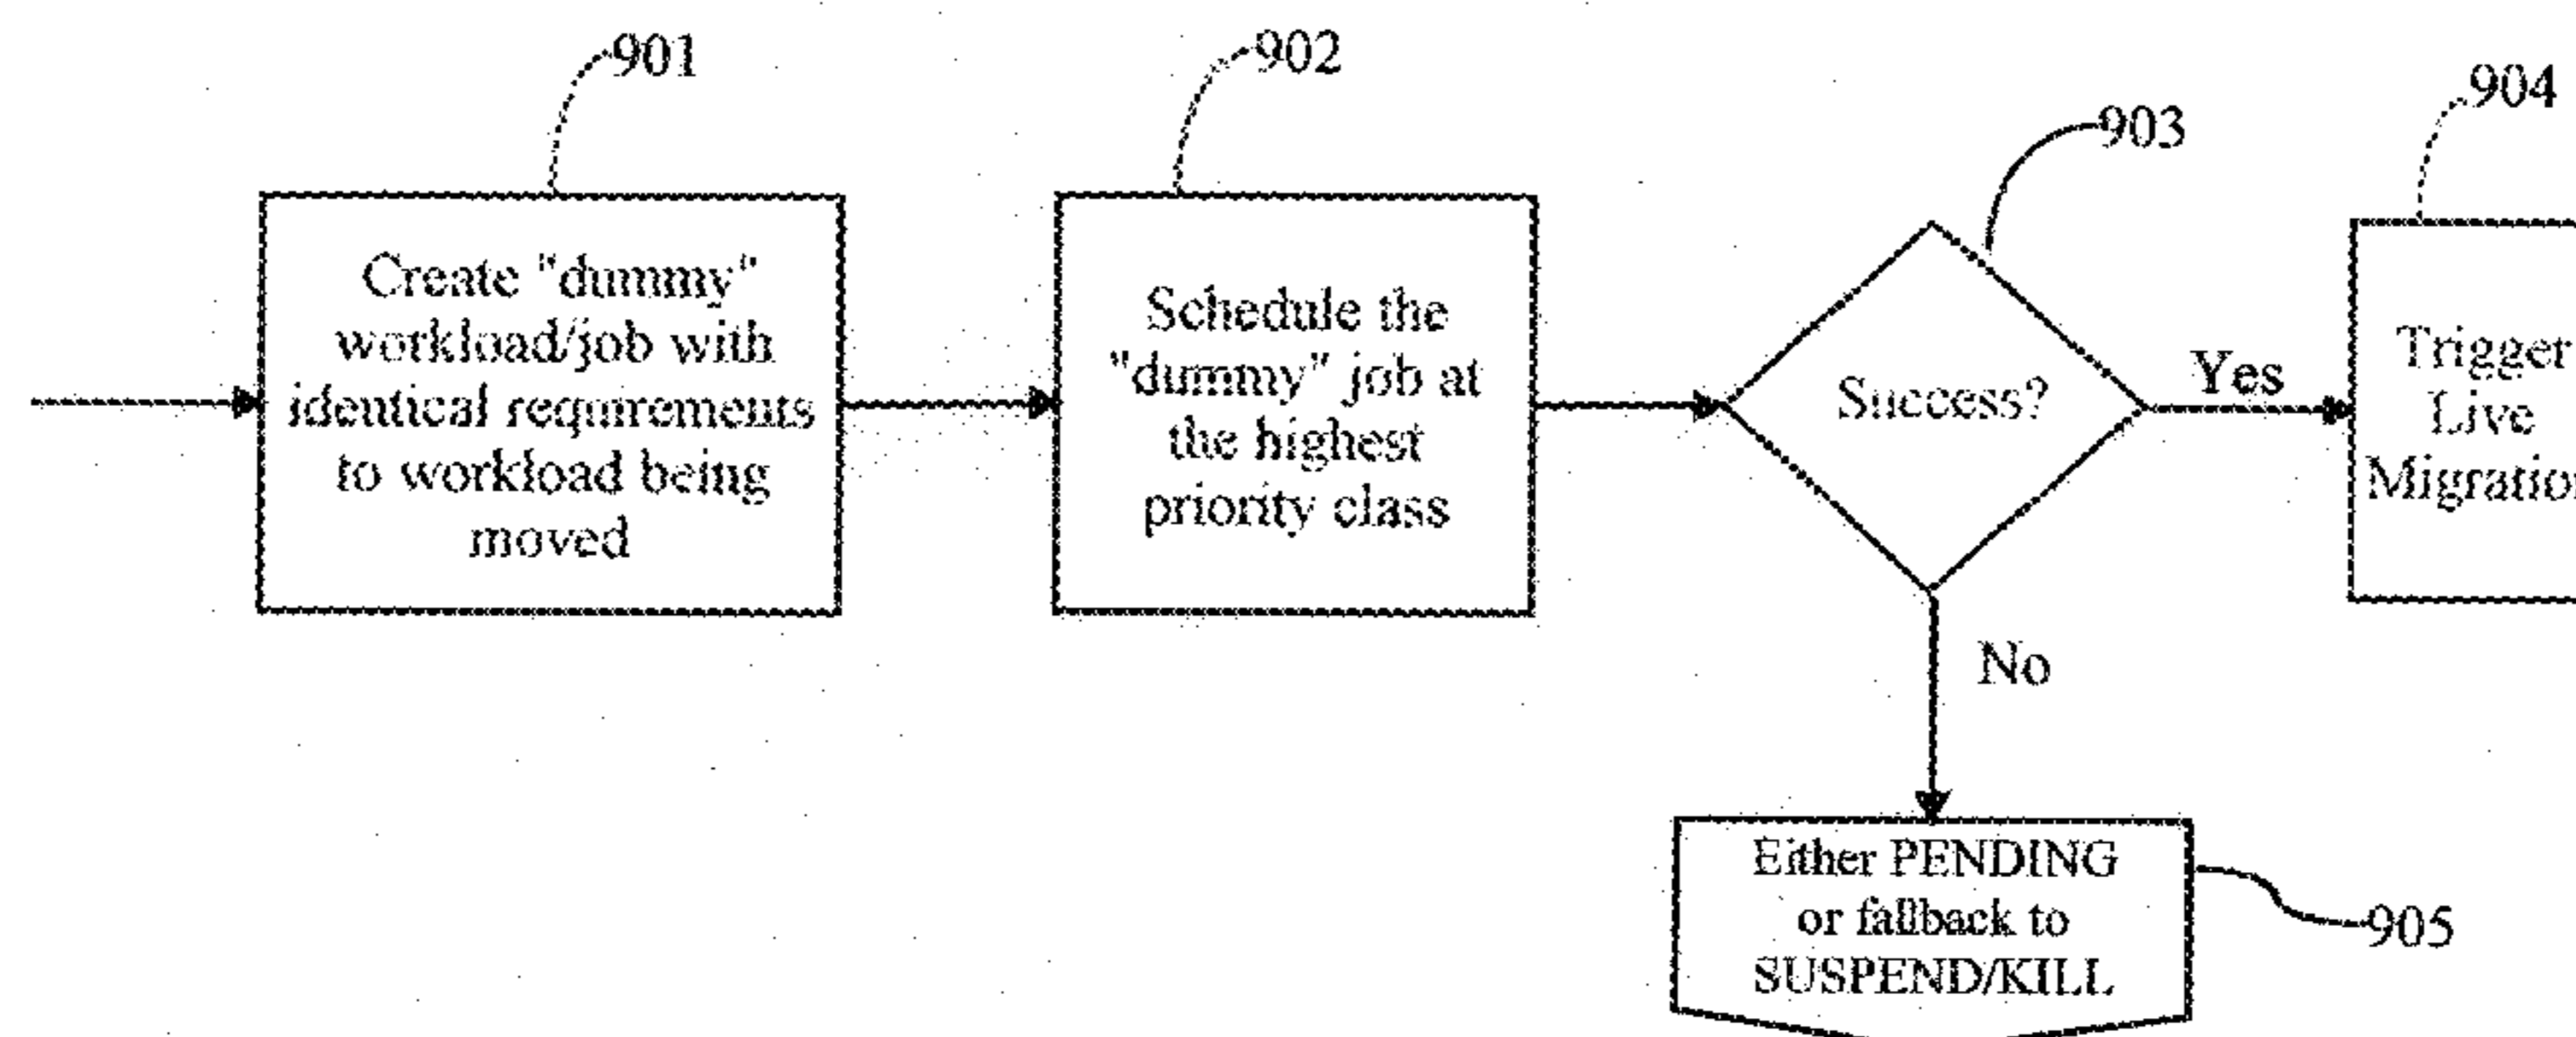 901
902
903
904
Create "dummy"
workload/job with
identical requirements
to workload being
moved
Schedule the
"dummy" job at
the highest
priority class
Success?
Yes
Trigger
Live
Migration
No
Either PENDING
or fallback to
SUSPEND/KILL
905